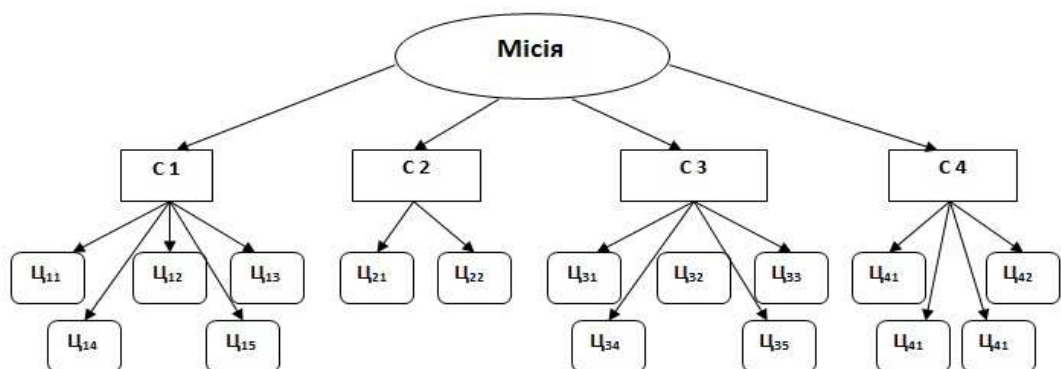 Місія
С 1 С 2 С 3 С 4
Ц11 Ц12 Ц13 Ц21 Ц22 Ц31 Ц32 Ц33 Ц41 Ц42
Ц14 Ц15 Ц34 Ц35 Ц41 Ц41